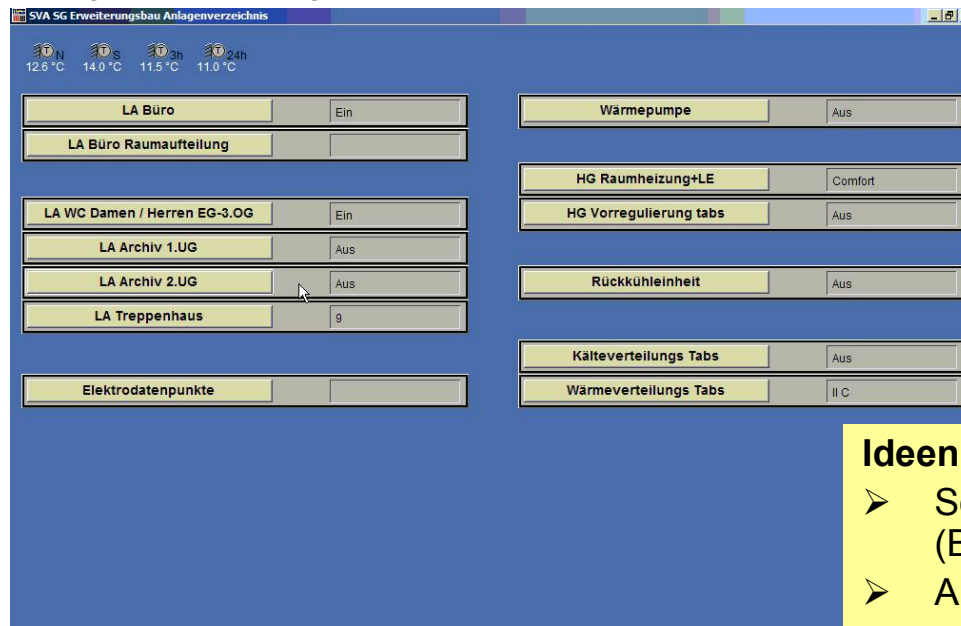 SVA SG Erweiterungsbau Anlagenverzeichnis
N S 3h 24h
12.6 °C 14.0 °C 11.5 °C 11.0 °C
LA Büro Ein
LA Büro Raumaufteilung
LA WC Damen / Herren EG-3.OG Ein
LA Archiv 1.UG Aus
LA Archiv 2.UG Aus
LA Treppenhaus 9
Elektrodatenpunkte
Wärmepumpe Aus
HG Raumheizung+LE Comfort
HG Vorregulierung tabs Aus
Rückkühleinheit Aus
Kälteverteilungs Tabs Aus
Wärmeverteilungs Tabs II C
Ideen